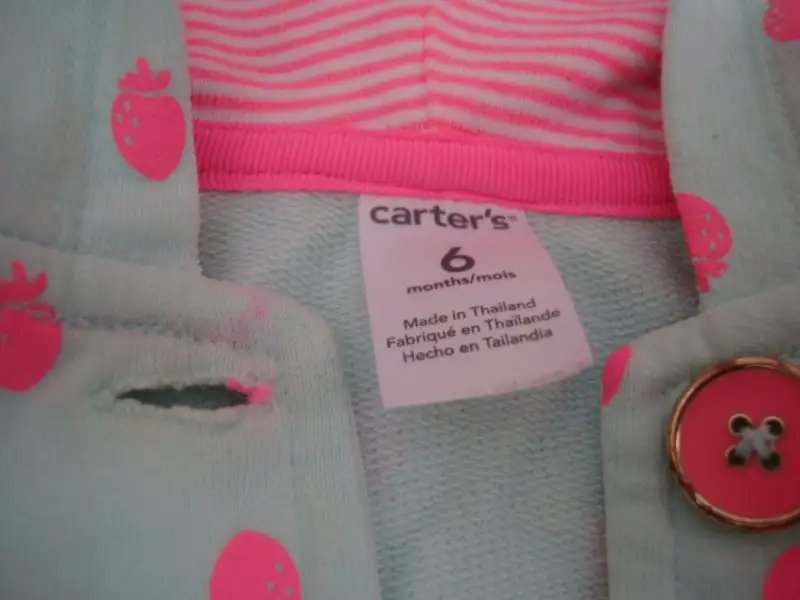 carter's®
6
months/mois
Made in Thailand
Fabriqué en Thaïlande
Hecho en Tailandia